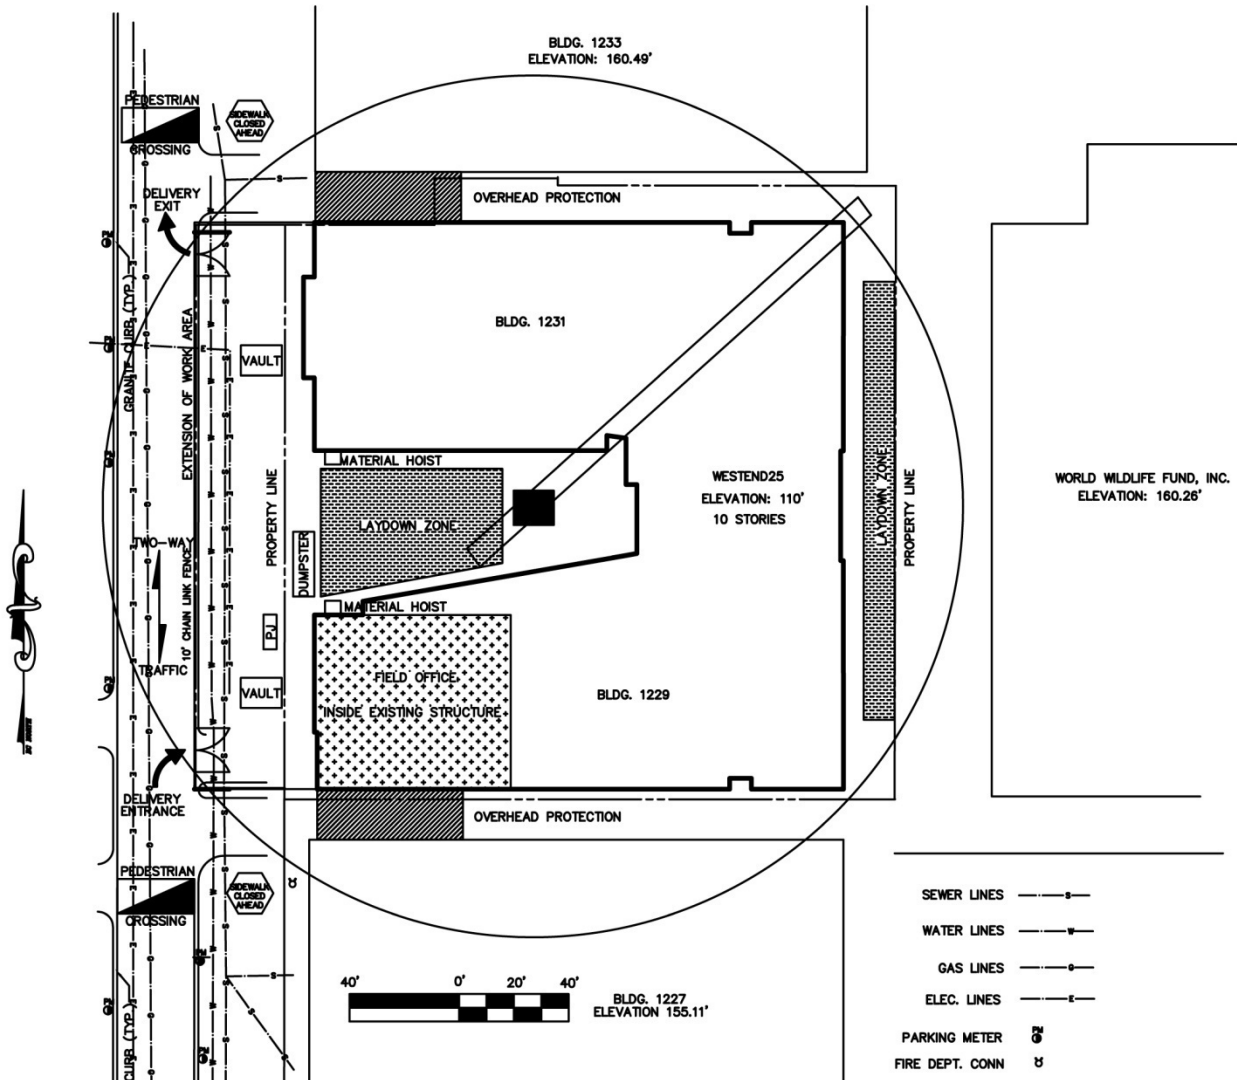 BLDG. 1233
ELEVATION: 160.49'
PEDESTRIAN
CROSSING
SIDEWALK
CLOSED
AHEAD
DELIVERY
EXIT
OVERHEAD PROTECTION
BLDG. 1231
GRANITE CURB (TYP.)
EXTENSION OF WORK AREA
VAULT
PROPERTY LINE
MATERIAL HOIST
LAYDOWN ZONE
DUMPSTER
WESTEND25
ELEVATION: 110'
10 STORIES
LAYDOWN ZONE
PROPERTY LINE
WORLD WILDLIFE FUND, INC.
ELEVATION: 160.26'
TWO-WAY
TRAFFIC
10' CHAIN LINK FENCE
MATERIAL HOIST
PJ
FIELD OFFICE
INSIDE EXISTING STRUCTURE
VAULT
BLDG. 1229
DELIVERY
ENTRANCE
OVERHEAD PROTECTION
PEDESTRIAN
CROSSING
SIDEWALK
CLOSED
AHEAD
CURB (TYP.)
40' 0' 20' 40'
BLDG. 1227
ELEVATION 155.11'
SEWER LINES S
WATER LINES W
GAS LINES G
ELEC. LINES E
PARKING METER PM
FIRE DEPT. CONN